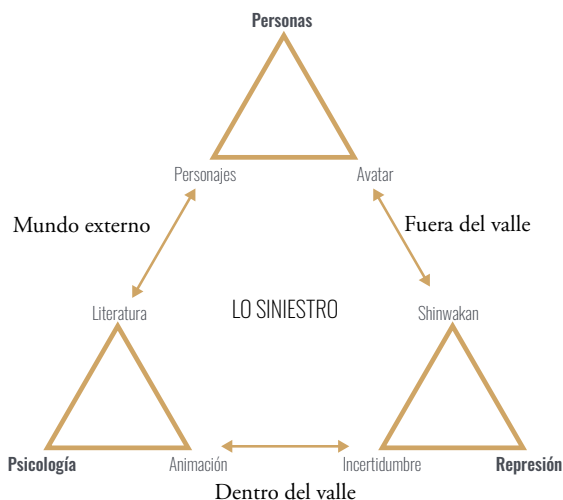 Personas
Personajes
Avatar
Mundo externo
Fuera del valle
Literatura
LO SINIESTRO
Shinwakan
Psicología
Animación
Incertidumbre
Represión
Dentro del valle